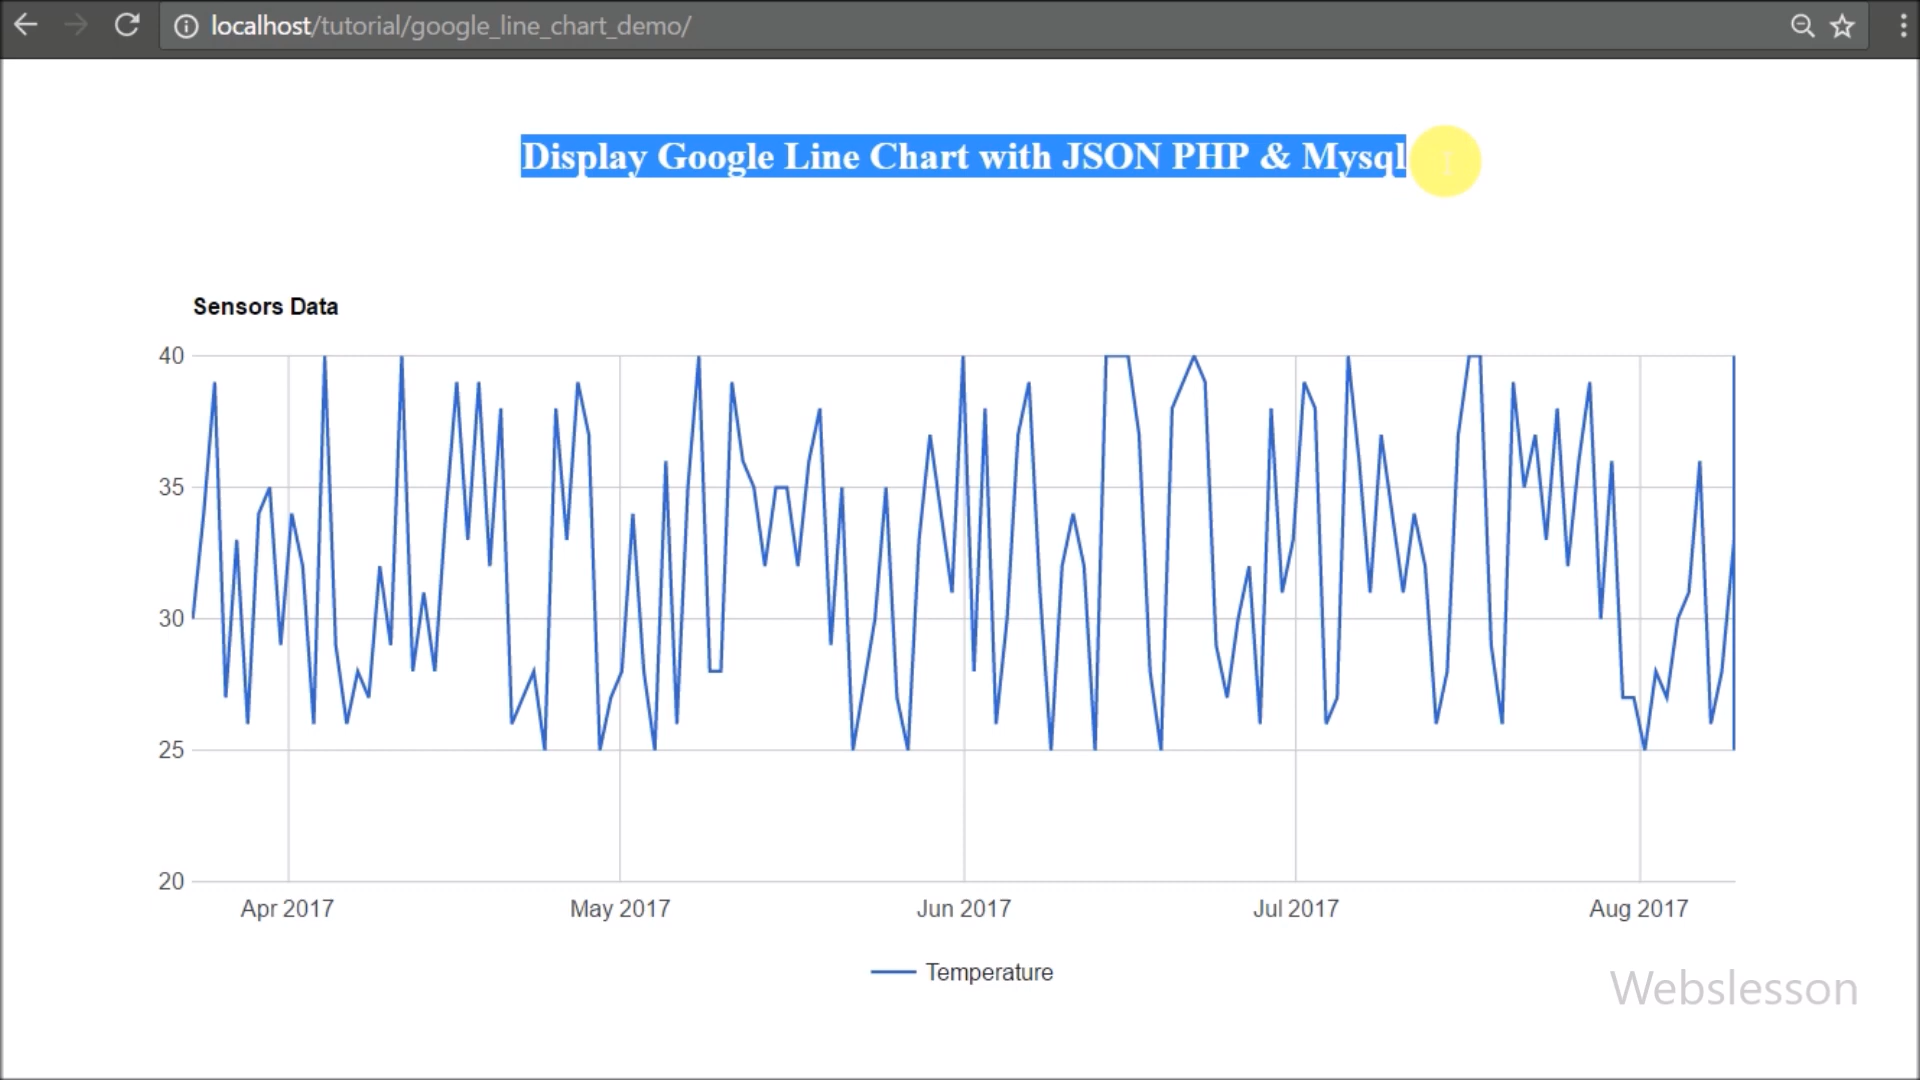 localhost/tutorial/google_line_chart_demo/
Display Google Line Chart with JSON PHP & Mysql
Sensors Data
40
35
30
25
20
Apr 2017
May 2017
Jun 2017
Jul 2017
Aug 2017
Temperature
Webslesson